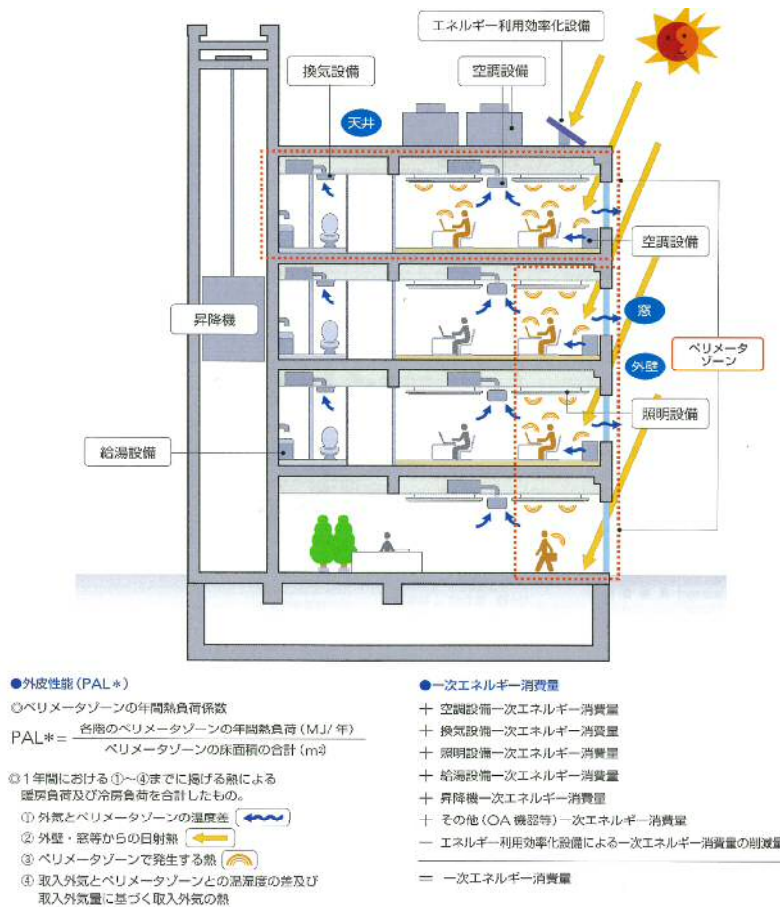 エネルギー利用効率化設備
換気設備
空調設備
天井
空調設備
昇降機
窓
ペリメータ
ゾーン
外壁
照明設備
給湯設備
●外皮性能(PAL*)
◎ペリメータゾーンの年間熱負荷係数
PAL*= 各階のペリメータゾーンの年間熱負荷(MJ/年)
ペリメータゾーンの床面積の合計(㎡)
◎1年間における①~④までに掲げる熱による
暖房負荷及び冷房負荷を合計したもの。
① 外気とペリメータゾーンの温度差
② 外壁・窓等からの日射熱
③ ペリメータゾーンで発生する熱
④ 取入外気とペリメータゾーンとの温湿度の差及び
取入外気量に基づく取入外気の熱
●一次エネルギー消費量
+ 空調設備一次エネルギー消費量
+ 換気設備一次エネルギー消費量
+ 照明設備一次エネルギー消費量
+ 給湯設備一次エネルギー消費量
+ 昇降機一次エネルギー消費量
+ その他(OA機器等)一次エネルギー消費量
- エネルギー利用効率化設備による一次エネルギー消費量の削減量
= 一次エネルギー消費量